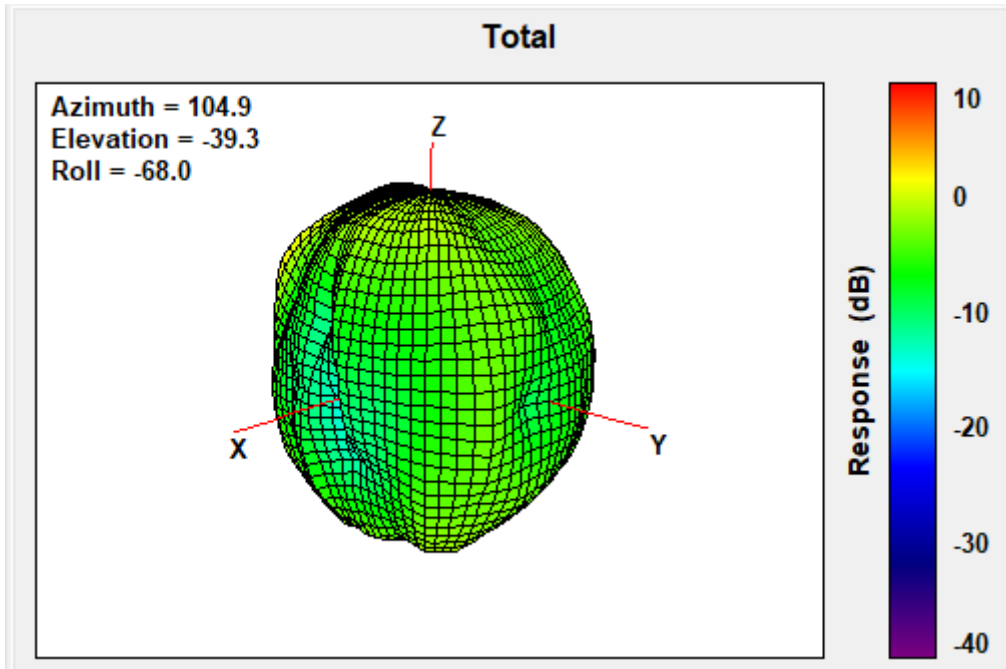 Total
Azimuth = 104.9
Elevation = -39.3
Roll = -68.0
Z
X
Y
10
0
-10
-20
-30
-40
Response (dB)